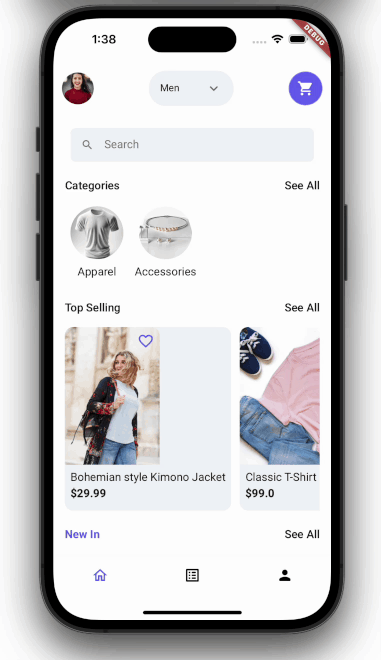 1:38
DEBUG
Men
Search
Categories
See All
Apparel
Accessories
Top Selling
See All
Bohemian style Kimono Jacket
$29.99
Classic T-Shirt
$99.0
New In
See All